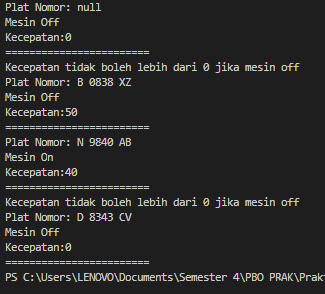 Plat Nomor: null
Mesin Off
Kecepatan:0
========================
Kecepatan tidak boleh lebih dari 0 jika mesin off
Plat Nomor: B 0838 XZ
Mesin Off
Kecepatan:50
========================
Plat Nomor: N 9840 AB
Mesin On
Kecepatan:40
========================
Kecepatan tidak boleh lebih dari 0 jika mesin off
Plat Nomor: D 8343 CV
Mesin Off
Kecepatan:0
========================
PS C:\Users\LENOVO\Documents\Semester 4\PBO PRAK\Prakt